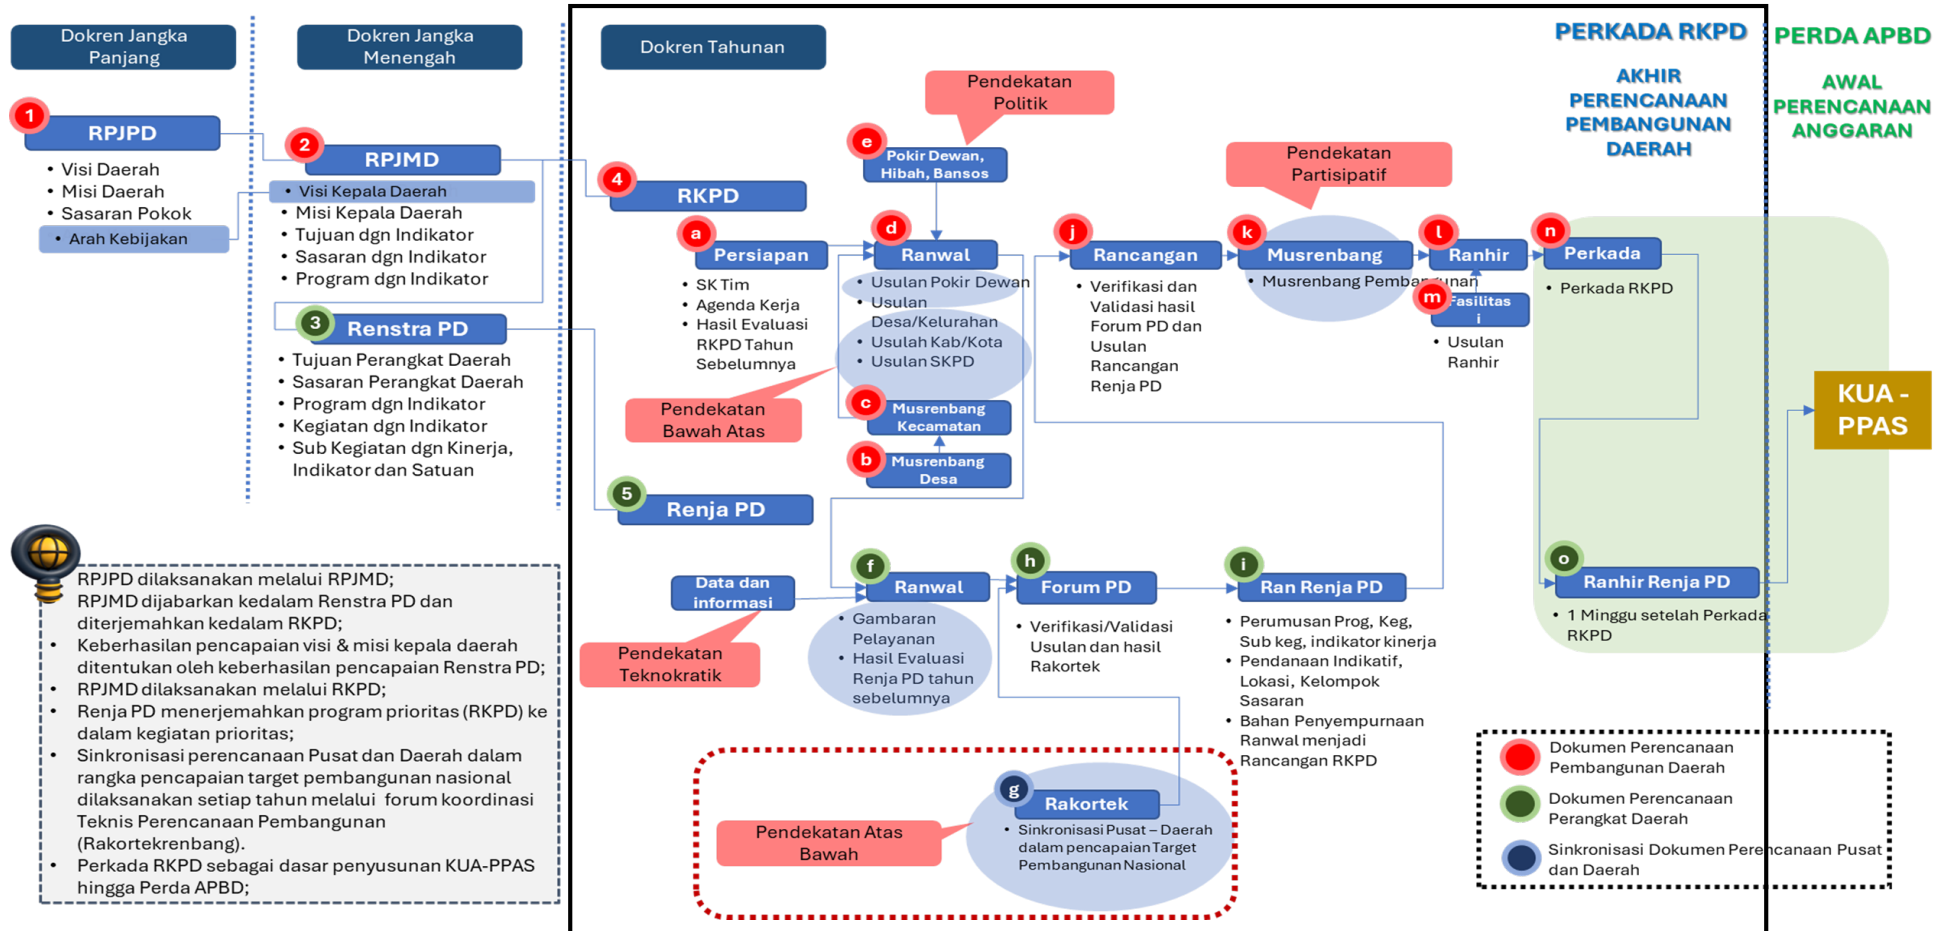 Dokren Jangka
Panjang
Dokren Jangka
Menengah
Dokren Tahunan
PERKADA RKPD
AKHIR
PERENCANAAN
PEMBANGUNAN
DAERAH
PERDA APBD
AWAL
PERENCANAAN
ANGGARAN
1
RPJPD
• Visi Daerah
• Misi Daerah
• Sasaran Pokok
• Arah Kebijakan
2
RPJMD
• Visi Kepala Daerah
• Misi Kepala Daerah
• Tujuan dgn Indikator
• Sasaran dgn Indikator
• Program dgn Indikator
3
Renstra PD
• Tujuan Perangkat Daerah
• Sasaran Perangkat Daerah
• Program dgn Indikator
• Kegiatan dgn Indikator
• Sub Kegiatan dgn Kinerja,
Indikator dan Satuan
4
RKPD
a
Persiapan
• SK Tim
• Agenda Kerja
• Hasil Evaluasi
RKPD Tahun
Sebelumnya
Pendekatan
Politik
e
Pokir Dewan,
Hibah, Bansos
d
Ranwal
• Usulan Pokir Dewan
• Usulan
Desa/Kelurahan
• Usulah Kab/Kota
• Usulan SKPD
Pendekatan
Bawah Atas
c
Musrenbang
Kecamatan
b
Musrenbang
Desa
j
Rancangan
• Verifikasi dan
Validasi hasil
Forum PD dan
Usulan
Rancangan
Renja PD
Pendekatan
Partisipatif
k
Musrenbang
• Musrenbang Pembangunan
l
Ranhir
m
Fasilitas
i
• Usulan
Ranhir
n
Perkada
• Perkada RKPD
KUA -
PPAS
5
Renja PD
Data dan
informasi
Pendekatan
Teknokratik
f
Ranwal
• Gambaran
Pelayanan
• Hasil Evaluasi
Renja PD tahun
sebelumnya
h
Forum PD
• Verifikasi/Validasi
Usulan dan hasil
Rakortek
i
Ran Renja PD
• Perumusan Prog, Keg,
Sub keg, indikator kinerja
• Pendanaan Indikatif,
Lokasi, Kelompok
Sasaran
• Bahan Penyempurnaan
Ranwal menjadi
Rancangan RKPD
o
Ranhir Renja PD
• 1 Minggu setelah Perkada
RKPD
g
Rakortek
• Sinkronisasi Pusat – Daerah
dalam pencapaian Target
Pembangunan Nasional
Pendekatan Atas
Bawah
RPJPD dilaksanakan melalui RPJMD;
RPJMD dijabarkan kedalam Renstra PD dan
diterjemahkan kedalam RKPD;
• Keberhasilan pencapaian visi & misi kepala daerah
ditentukan oleh keberhasilan pencapaian Renstra PD;
• RPJMD dilaksanakan melalui RKPD;
• Renja PD menerjemahkan program prioritas (RKPD) ke
dalam kegiatan prioritas;
• Sinkronisasi perencanaan Pusat dan Daerah dalam
rangka pencapaian target pembangunan nasional
dilaksanakan setiap tahun melalui forum koordinasi
Teknis Perencanaan Pembangunan
(Rakortekrenbang).
• Perkada RKPD sebagai dasar penyusunan KUA-PPAS
hingga Perda APBD;
Dokumen Perencanaan
Pembangunan Daerah
Dokumen Perencanaan
Perangkat Daerah
Sinkronisasi Dokumen Perencanaan Pusat
dan Daerah